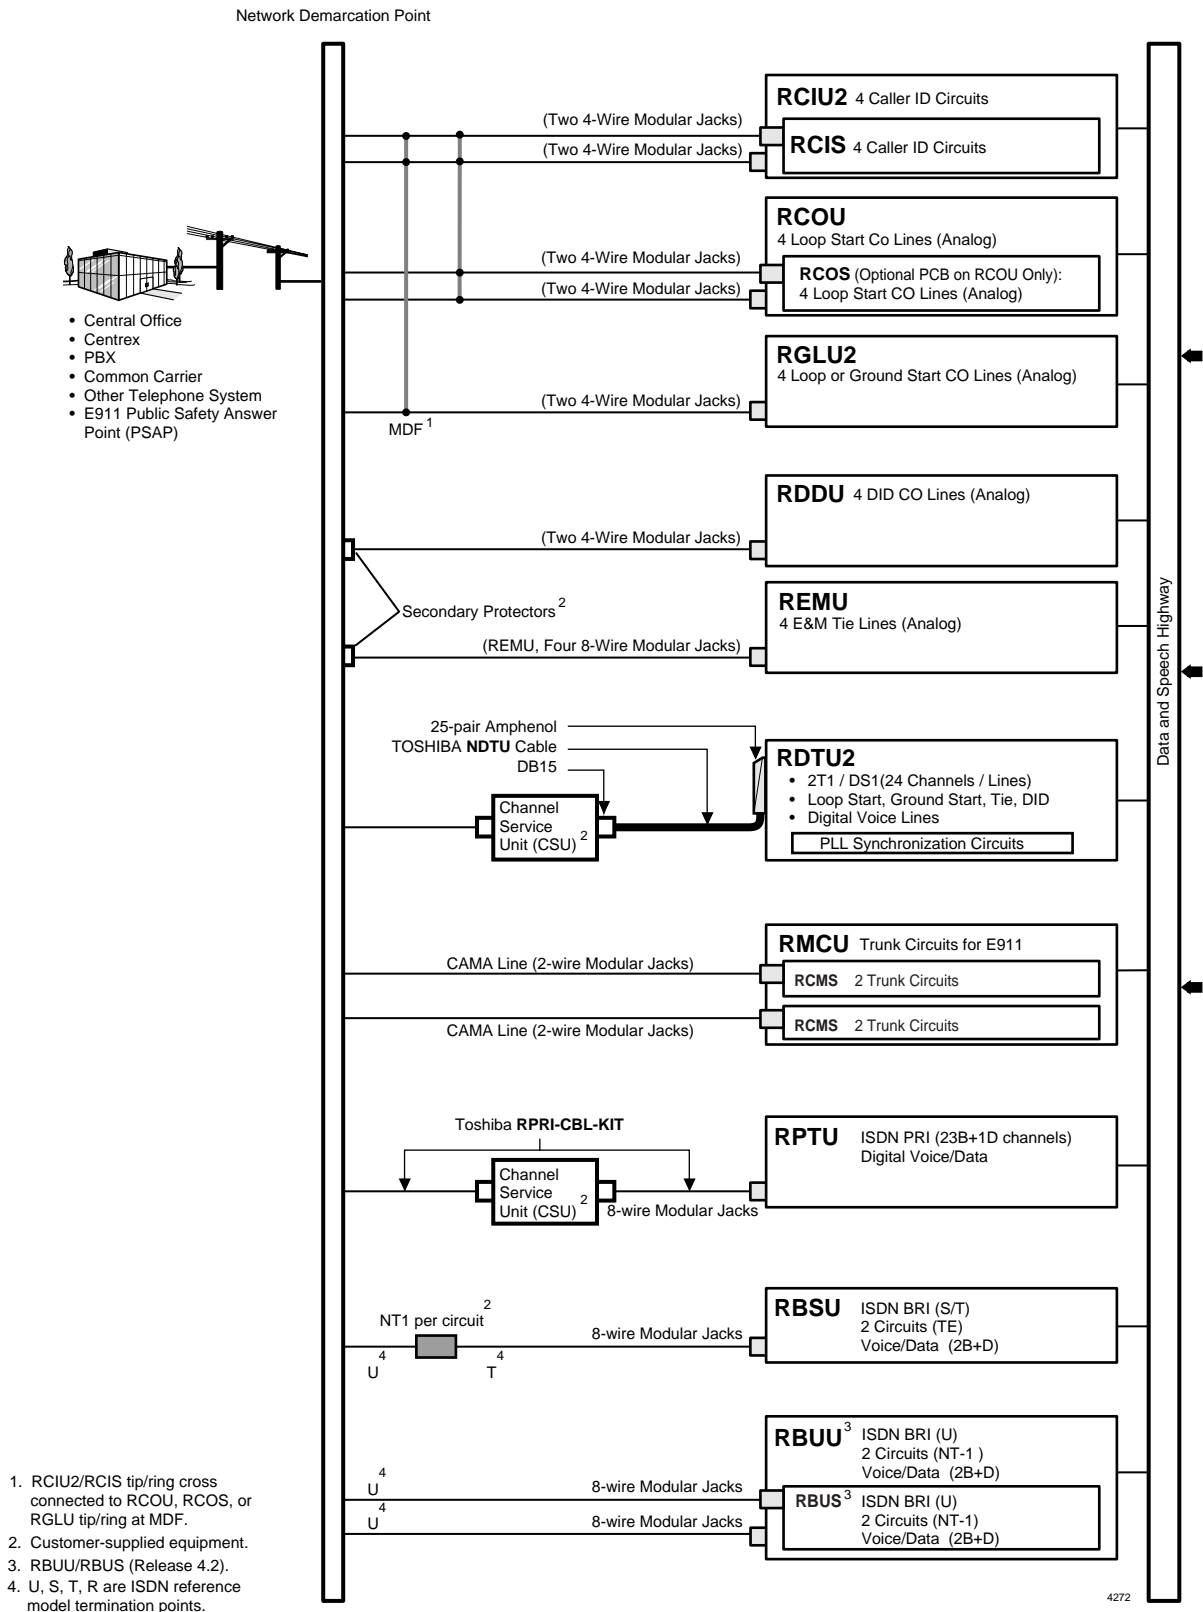 Network Demarcation Point
RCIU2 4 Caller ID Circuits
(Two 4-Wire Modular Jacks)
RCIS 4 Caller ID Circuits
(Two 4-Wire Modular Jacks)
RCOU
4 Loop Start Co Lines (Analog)
(Two 4-Wire Modular Jacks)
RCOS (Optional PCB on RCOU Only):
4 Loop Start CO Lines (Analog)
(Two 4-Wire Modular Jacks)
• Central Office
• Centrex
• PBX
• Common Carrier
• Other Telephone System
• E911 Public Safety Answer
Point (PSAP)
RGLU2
4 Loop or Ground Start CO Lines (Analog)
(Two 4-Wire Modular Jacks)
MDF 1
RDDU 4 DID CO Lines (Analog)
(Two 4-Wire Modular Jacks)
Secondary Protectors 2
REMU
4 E&M Tie Lines (Analog)
(REMU, Four 8-Wire Modular Jacks)
Data and Speech Highway
25-pair Amphenol
TOSHIBA NDTU Cable
DB15
Channel
Service
Unit (CSU) 2
RDTU2
• 2T1 / DS1(24 Channels / Lines)
• Loop Start, Ground Start, Tie, DID
• Digital Voice Lines
PLL Synchronization Circuits
RMCU Trunk Circuits for E911
CAMA Line (2-wire Modular Jacks)
RCMS 2 Trunk Circuits
RCMS 2 Trunk Circuits
CAMA Line (2-wire Modular Jacks)
Toshiba RPRI-CBL-KIT
Channel
Service
Unit (CSU) 2
8-wire Modular Jacks
RPTU ISDN PRI (23B+1D channels)
Digital Voice/Data
NT1 per circuit 2
U 4
T 4
8-wire Modular Jacks
RBSU ISDN BRI (S/T)
2 Circuits (TE)
Voice/Data (2B+D)
RBUU 3 ISDN BRI (U)
2 Circuits (NT-1 )
Voice/Data (2B+D)
U 4
8-wire Modular Jacks
RBUS 3 ISDN BRI (U)
2 Circuits (NT-1)
Voice/Data (2B+D)
U 4
8-wire Modular Jacks
1. RCIU2/RCIS tip/ring cross
connected to RCOU, RCOS, or
RGLU tip/ring at MDF.
2. Customer-supplied equipment.
3. RBUU/RBUS (Release 4.2).
4. U, S, T, R are ISDN reference
model termination points.
4272